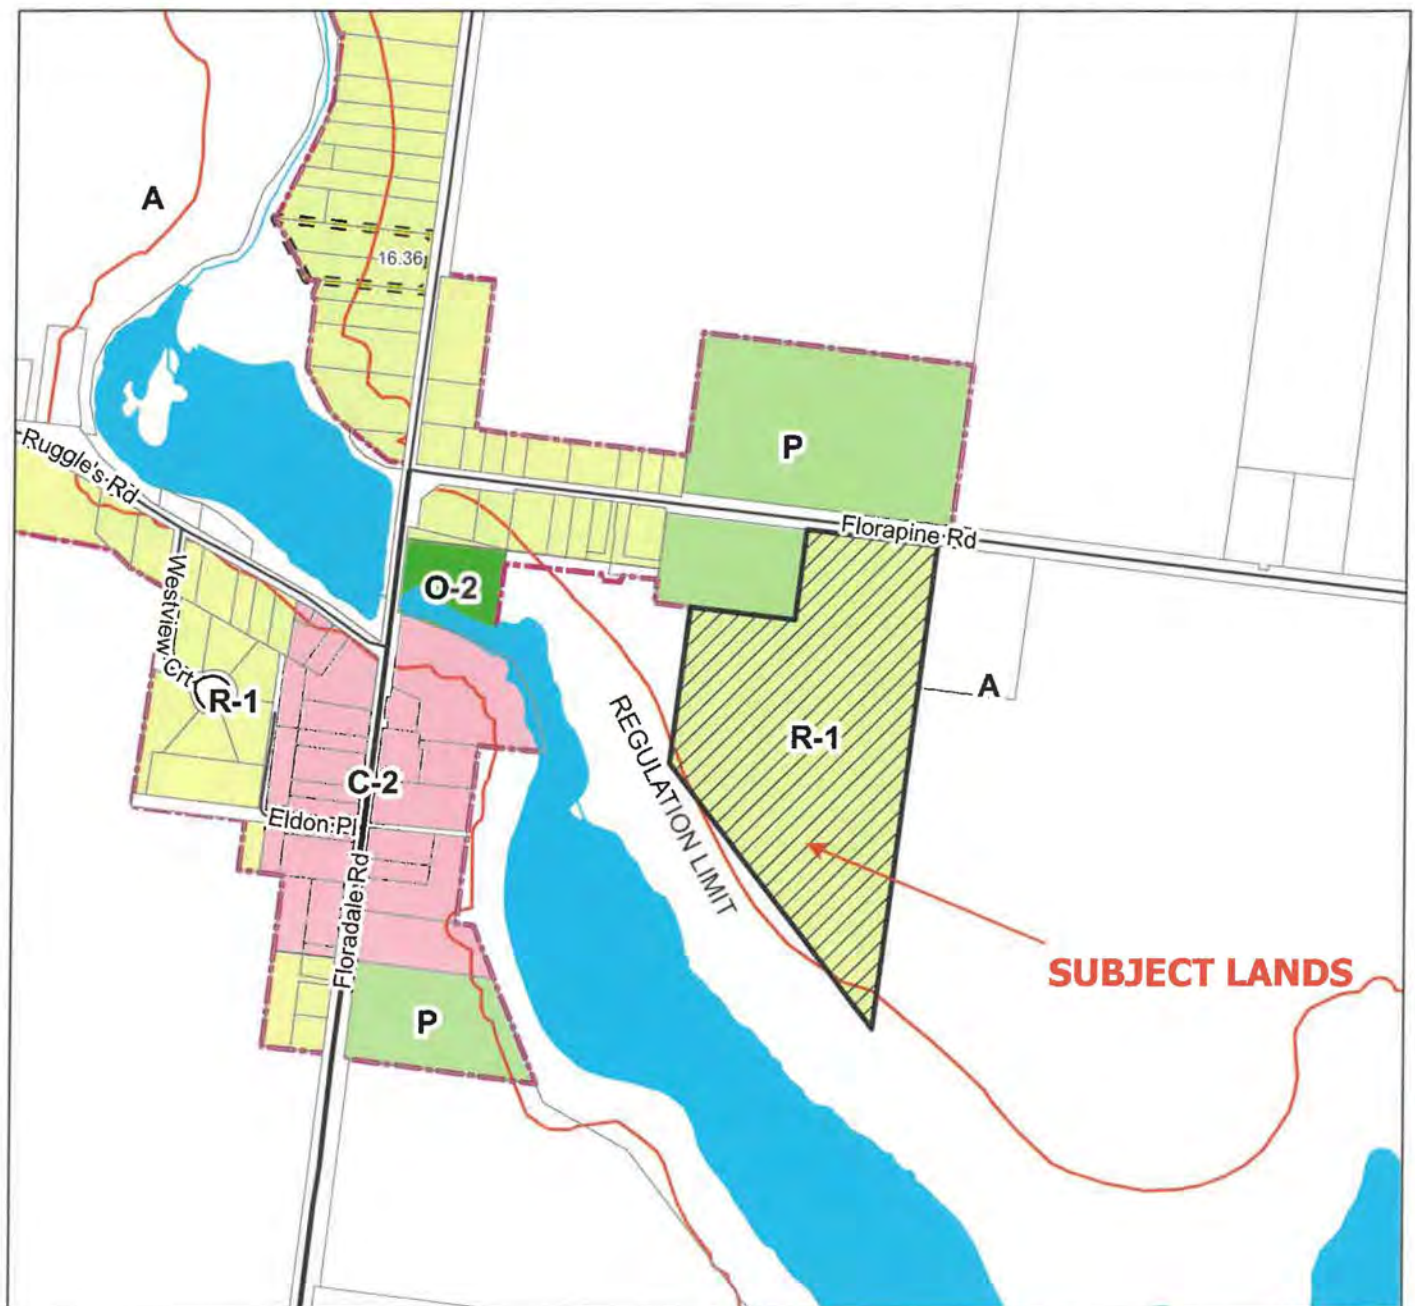 A
16.36
Ruggle's Rd
P
Florapine Rd
O-2
Westview Crt
R-1
A
REGULATION LIMIT
R-1
C-2
Eldon Pl
Floradale Rd
SUBJECT LANDS
P